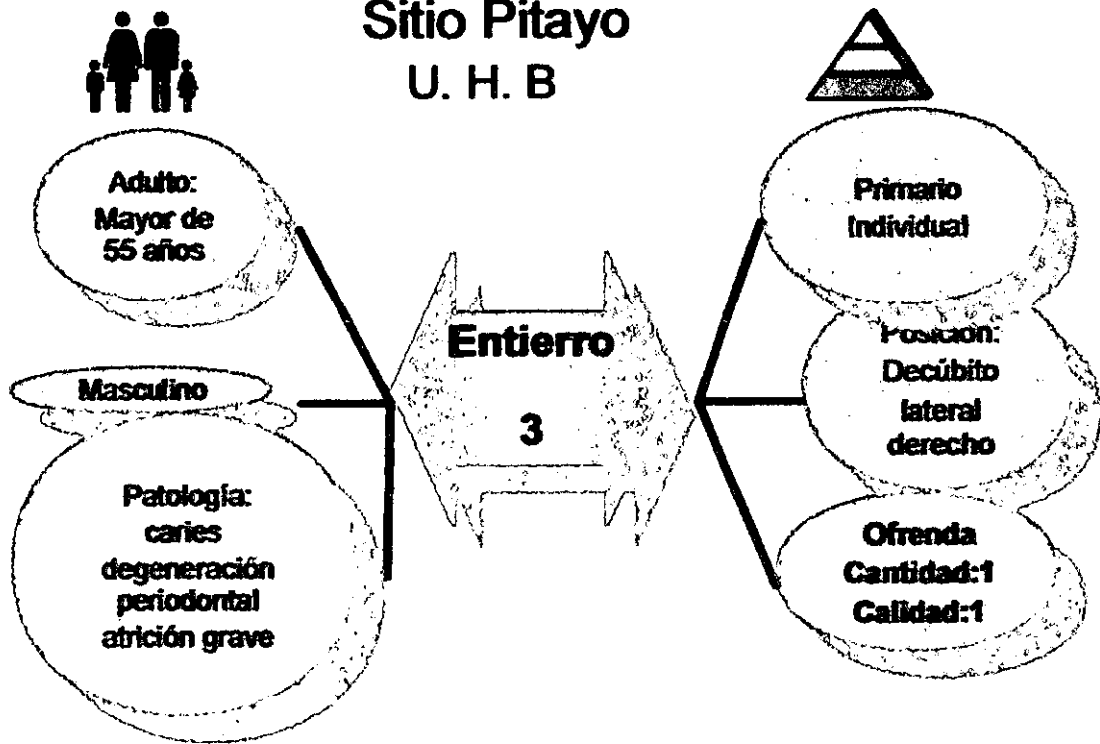 Sitio Pitayo
U. H. B
Adulto:
Mayor de
55 años
Masculino
Patología:
caries
degeneración
periodontal
atrición grave
Entierro
3
Primario
Individual
Posición:
Decúbito
lateral
derecho
Ofrenda
Cantidad:1
Calidad:1